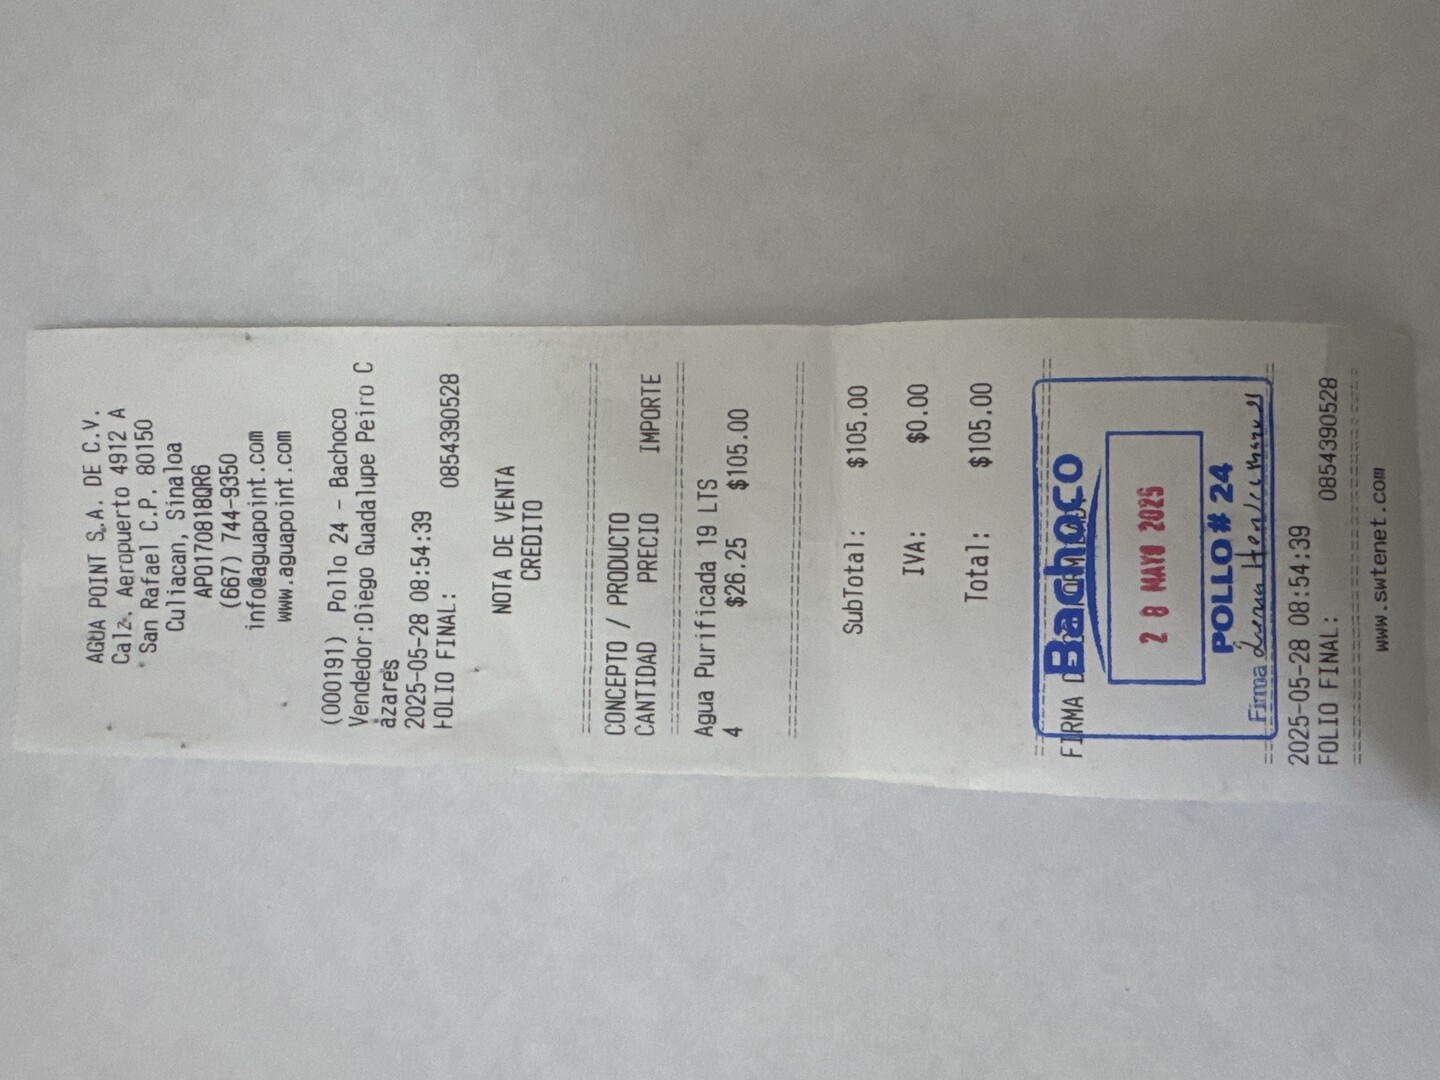 AGUA POINT S.A. DE C.V.
Calz. Aeropuerto 4912 A
San Rafael C.P. 80150
Culiacan, Sinaloa
APO170818QR6
(667) 744-9350
info@aguapoint.com
www.aguapoint.com
(000191) Pollo 24 - Bachoco
Vendedor:Diego Guadalupe Peiro C
azares
2025-05-28 08:54:39
FOLIO FINAL: 0854390528
NOTA DE VENTA
CREDITO
CONCEPTO / PRODUCTO
CANTIDAD PRECIO IMPORTE
Agua Purificada 19 LTS
4 $26.25 $105.00
SubTotal: $105.00
IVA: $0.00
Total: $105.00
FIRMA
Bachoco
28 MAYO 2025
POLLO # 24
Firma
2025-05-28 08:54:39
FOLIO FINAL: 0854390528
www.swtenet.com